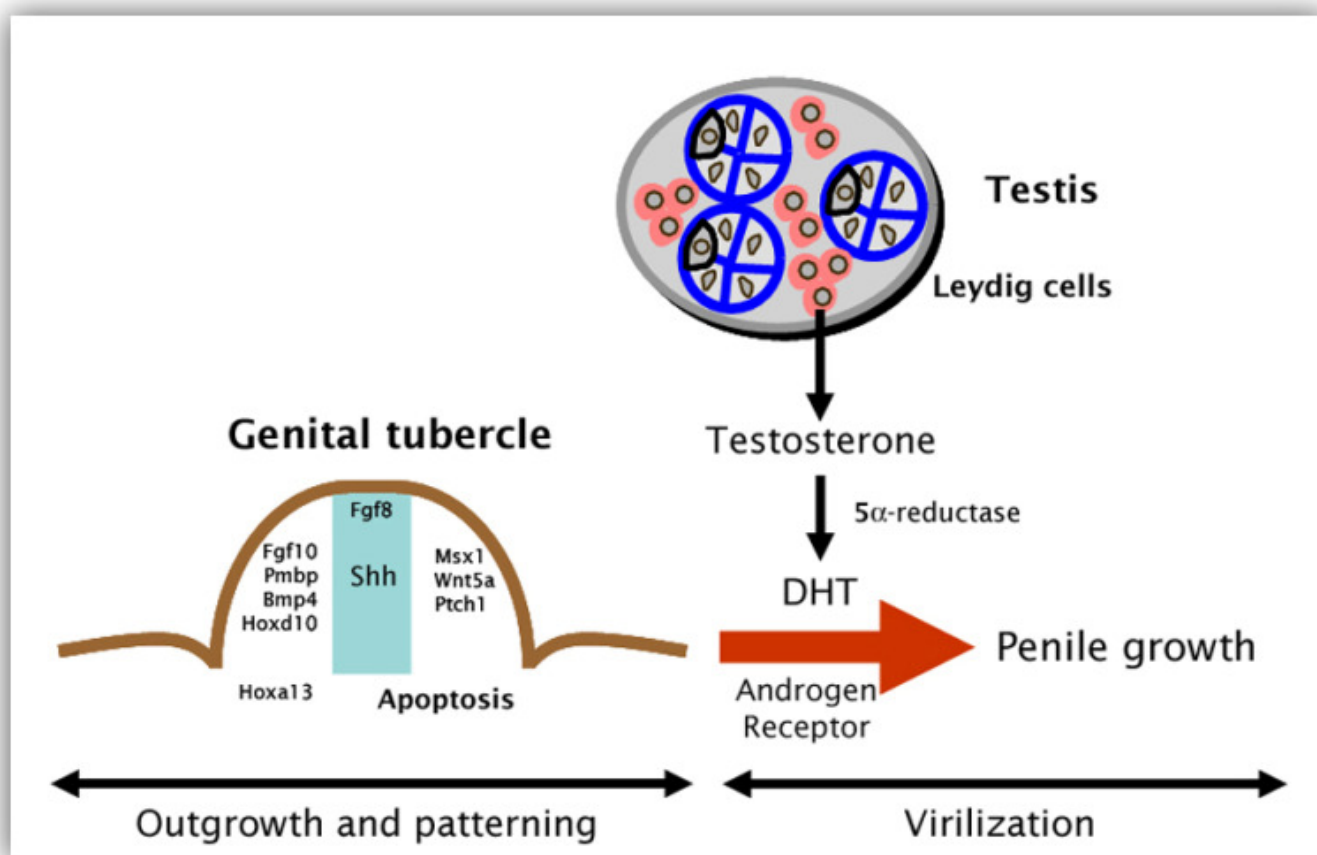 Testis
Leydig cells
Testosterone
5α-reductase
DHT
Androgen
Receptor
Penile growth
Genital tubercle
Fgf8
Shh
Fgf10
Pmbp
Bmp4
Hoxd10
Msx1
Wnt5a
Ptch1
Hoxa13
Apoptosis
Outgrowth and patterning
Virilization